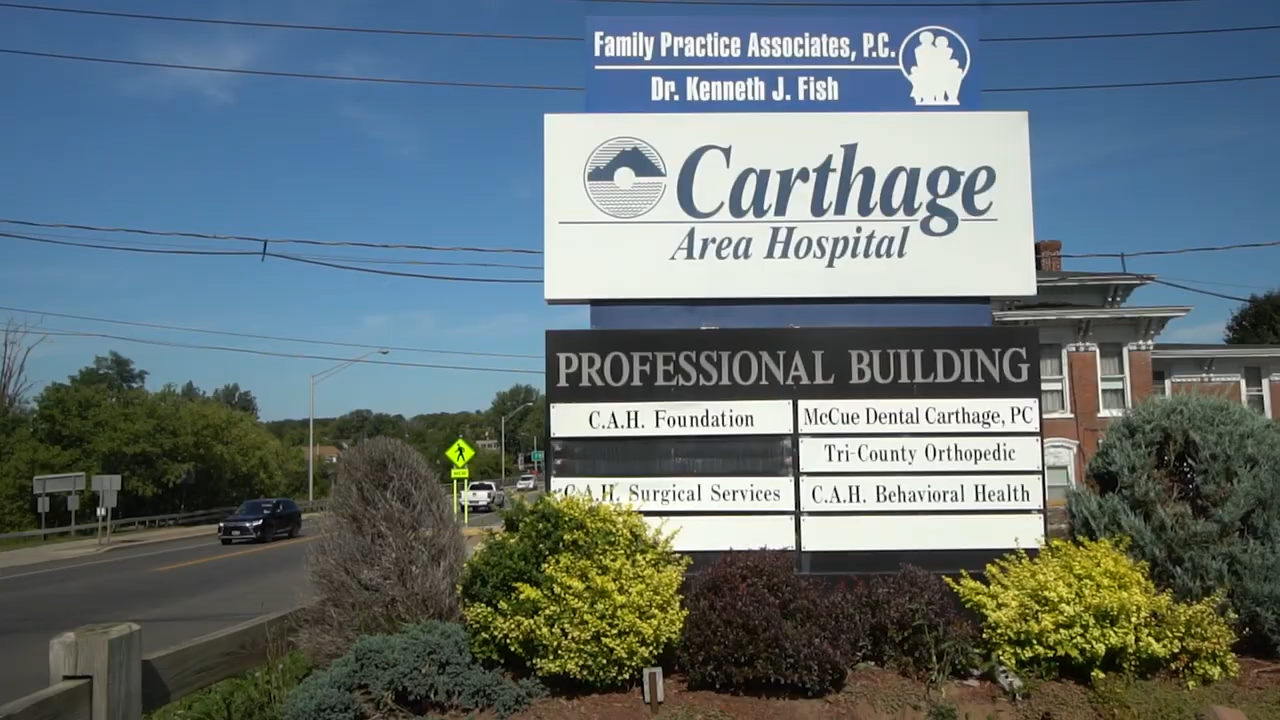 Family Practice Associates, P.C.
Dr. Kenneth J. Fish
Carthage
Area Hospital
PROFESSIONAL BUILDING
C.A.H. Foundation
McCue Dental Carthage, PC
Tri-County Orthopedic
C.A.H. Surgical Services
C.A.H. Behavioral Health